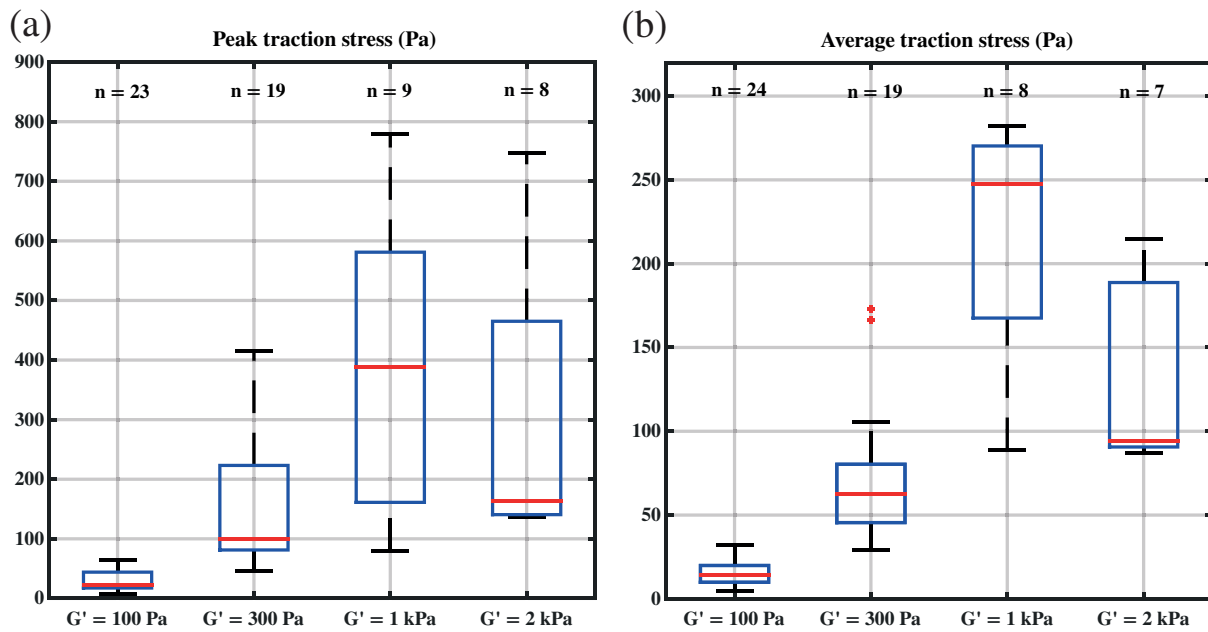 (a)
Peak traction stress (Pa)
900
800
700
600
500
400
300
200
100
0
n = 23
n = 19
n = 9
n = 8
G' = 100 Pa
G' = 300 Pa
G' = 1 kPa
G' = 2 kPa
(b)
Average traction stress (Pa)
300
250
200
150
100
50
0
n = 24
n = 19
n = 8
n = 7
G' = 100 Pa
G' = 300 Pa
G' = 1 kPa
G' = 2 kPa